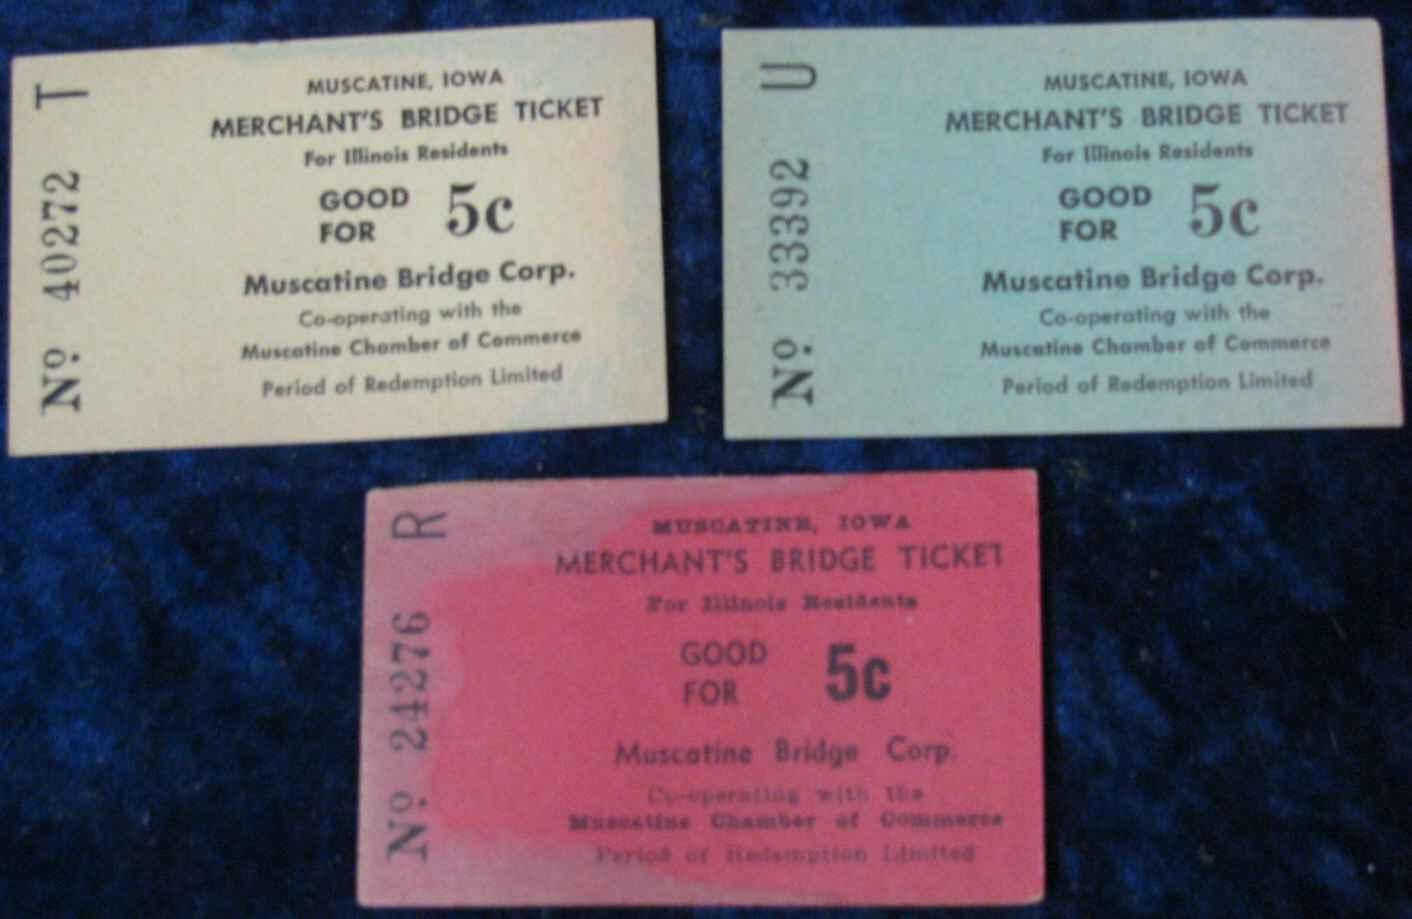 Nº. 40272 T
MUSCATINE, IOWA
MERCHANT'S BRIDGE TICKET
For Illinois Residents
GOOD FOR 5c
Muscatine Bridge Corp.
Co-operating with the
Muscatine Chamber of Commerce
Period of Redemption Limited
Nº. 33392 U
MUSCATINE, IOWA
MERCHANT'S BRIDGE TICKET
For Illinois Residents
GOOD FOR 5c
Muscatine Bridge Corp.
Co-operating with the
Muscatine Chamber of Commerce
Period of Redemption Limited
Nº. 24276 R
MUSCATINE, IOWA
MERCHANT'S BRIDGE TICKET
For Illinois Residents
GOOD FOR 5c
Muscatine Bridge Corp.
Co-operating with the
Muscatine Chamber of Commerce
Period of Redemption Limited